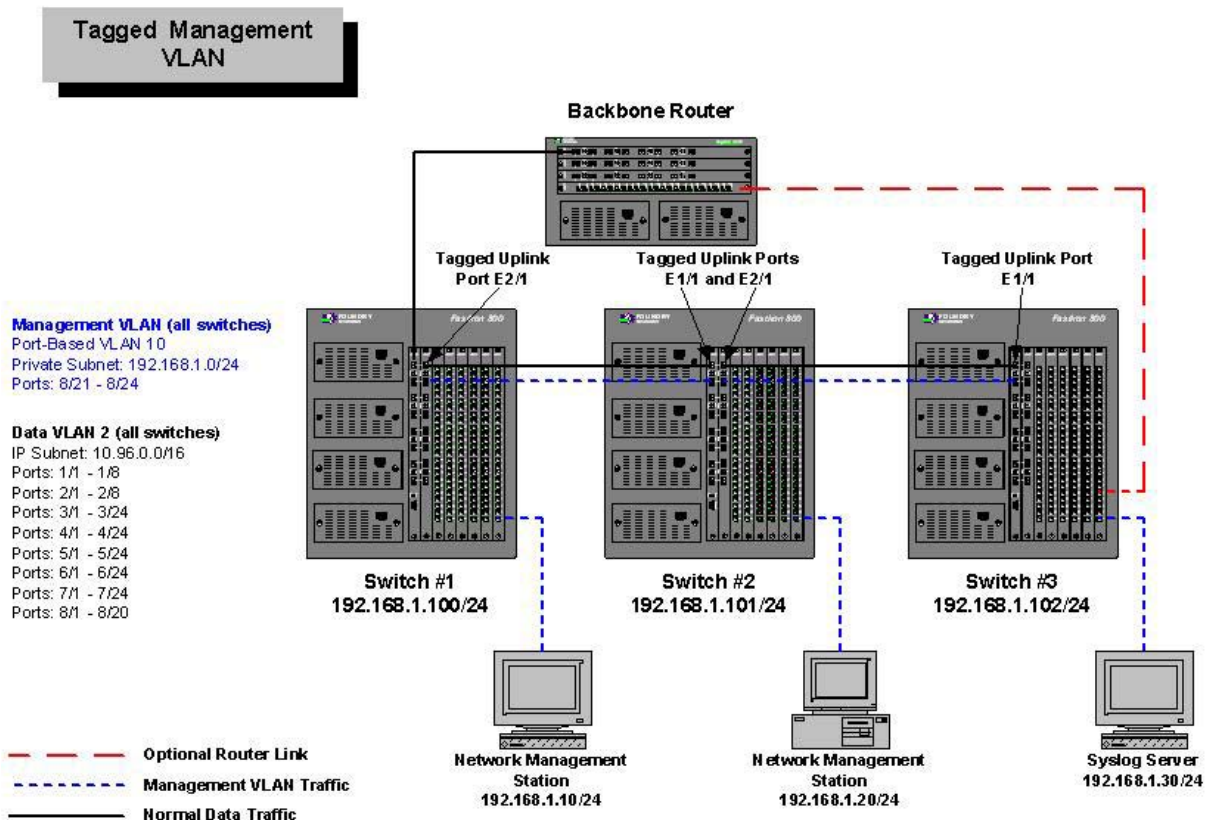 Tagged Management
VLAN
Backbone Router
Tagged Uplink
Port E2/1
Tagged Uplink Ports
E1/1 and E2/1
Tagged Uplink Port
E1/1
Management VLAN (all switches)
Port-Based VLAN 10
Private Subnet: 192.168.1.0/24
Ports: 8/21 - 8/24
Data VLAN 2 (all switches)
IP Subnet: 10.96.0.0/16
Ports: 1/1 - 1/8
Ports: 2/1 - 2/8
Ports: 3/1 - 3/24
Ports: 4/1 - 4/24
Ports: 5/1 - 5/24
Ports: 6/1 - 6/24
Ports: 7/1 - 7/24
Ports: 8/1 - 8/20
FOUNDRY
FastIron 800
FOUNDRY
FastIron 800
FOUNDRY
FastIron 800
Switch #1
192.168.1.100/24
Switch #2
192.168.1.101/24
Switch #3
192.168.1.102/24
Network Management
Station
192.168.1.10/24
Network Management
Station
192.168.1.20/24
Syslog Server
192.168.1.30/24
Optional Router Link
Management VLAN Traffic
Normal Data Traffic